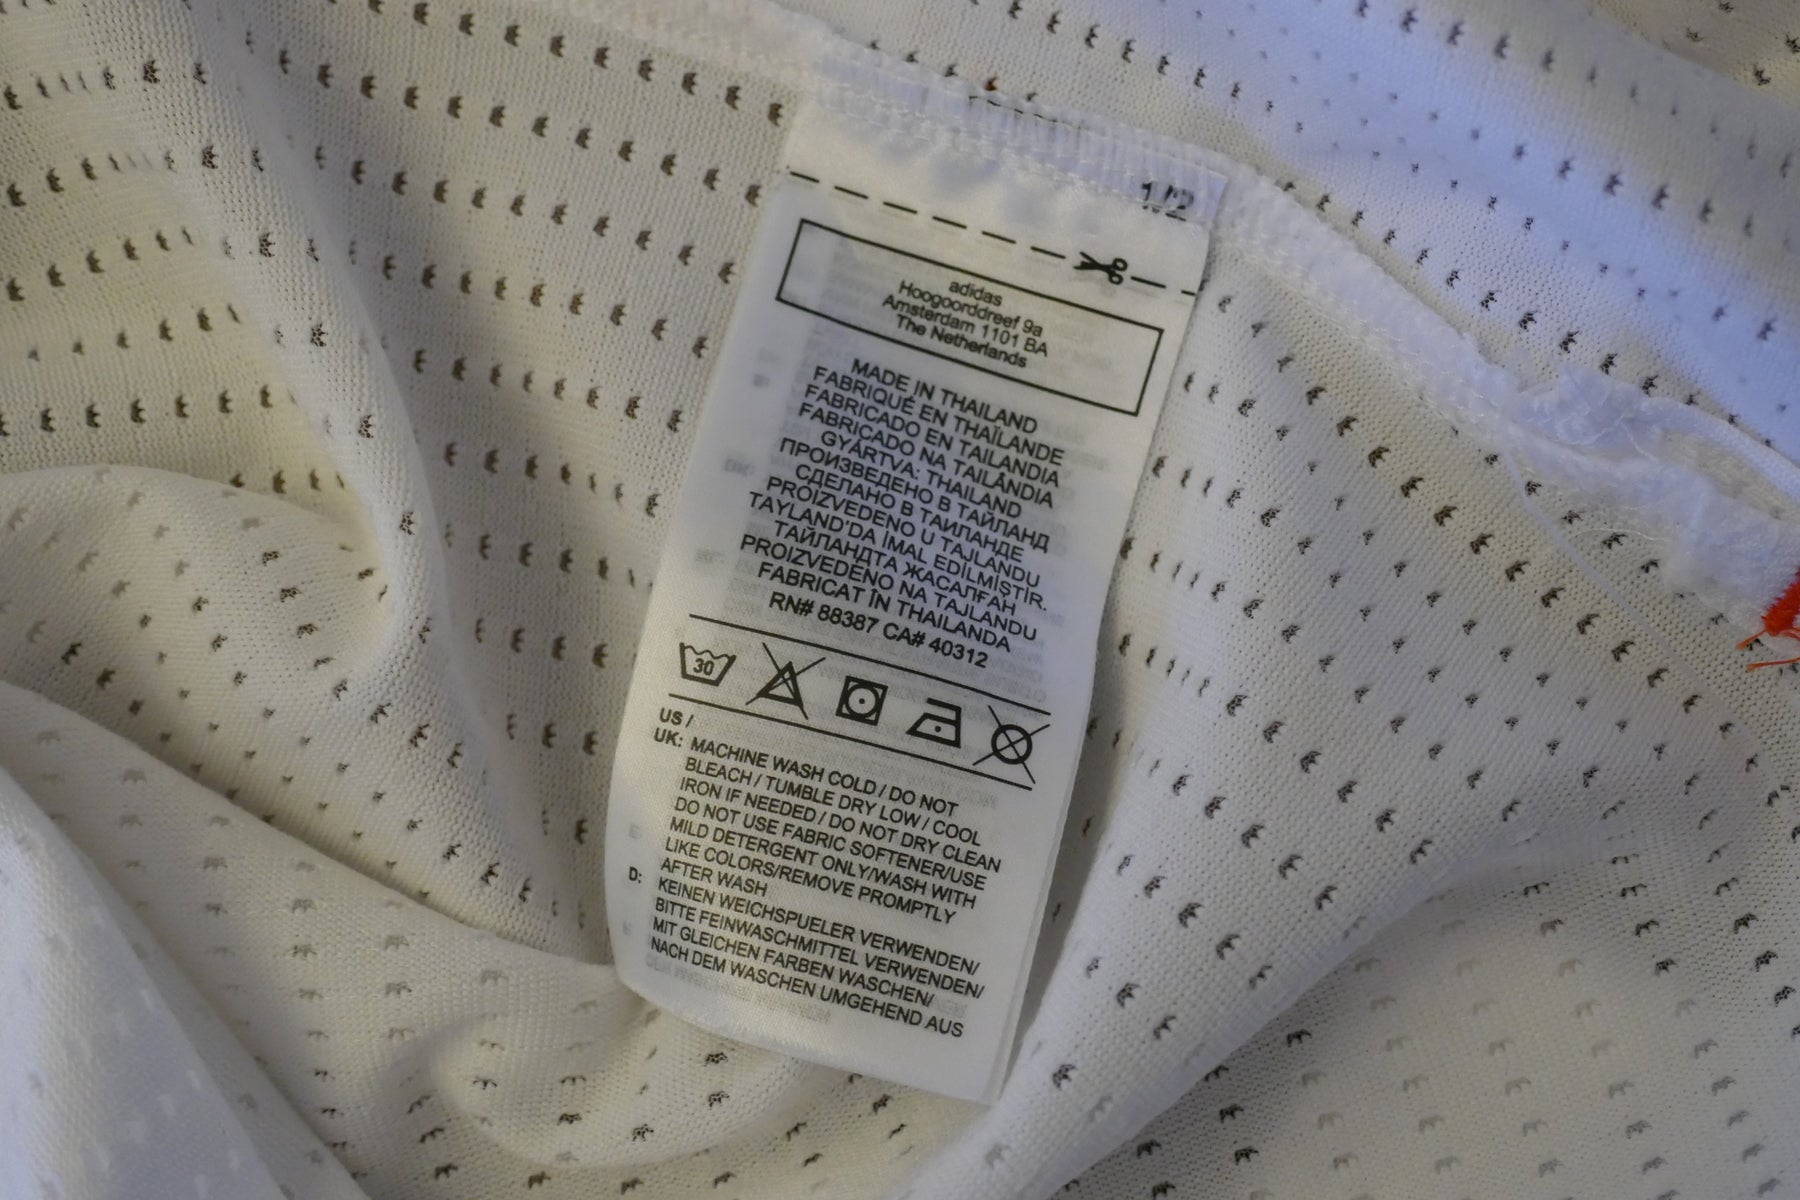 1/2
adidas
Hoogoorddreef 9a
Amsterdam 1101 BA
The Netherlands
MADE IN THAILAND
FABRIQUÉ EN THAÏLANDE
FABRICADO EN TAILANDIA
FABRICADO NA TAILÂNDIA
GYÁRTVA: THAILAND
ПРОИЗВЕДЕНО В ТАЙЛАНД
СДЕЛАНО В ТАИЛАНДЕ
PROIZVEDENO U TAJLANDU
TAYLAND'DA İMAL EDİLMİŞTİR.
ТАЙЛАНДТА ЖАСАЛҒАН
PROIZVEDENO NA TAJLANDU
FABRICAT ÎN THAILANDA
RN# 88387 CA# 40312
30
US /
UK: MACHINE WASH COLD / DO NOT
BLEACH / TUMBLE DRY LOW / COOL
IRON IF NEEDED / DO NOT DRY CLEAN
DO NOT USE FABRIC SOFTENER/USE
MILD DETERGENT ONLY/WASH WITH
LIKE COLORS/REMOVE PROMPTLY
AFTER WASH
D: KEINEN WEICHSPUELER VERWENDEN/
BITTE FEINWASCHMITTEL VERWENDEN/
MIT GLEICHEN FARBEN WASCHEN/
NACH DEM WASCHEN UMGEHEND AUS